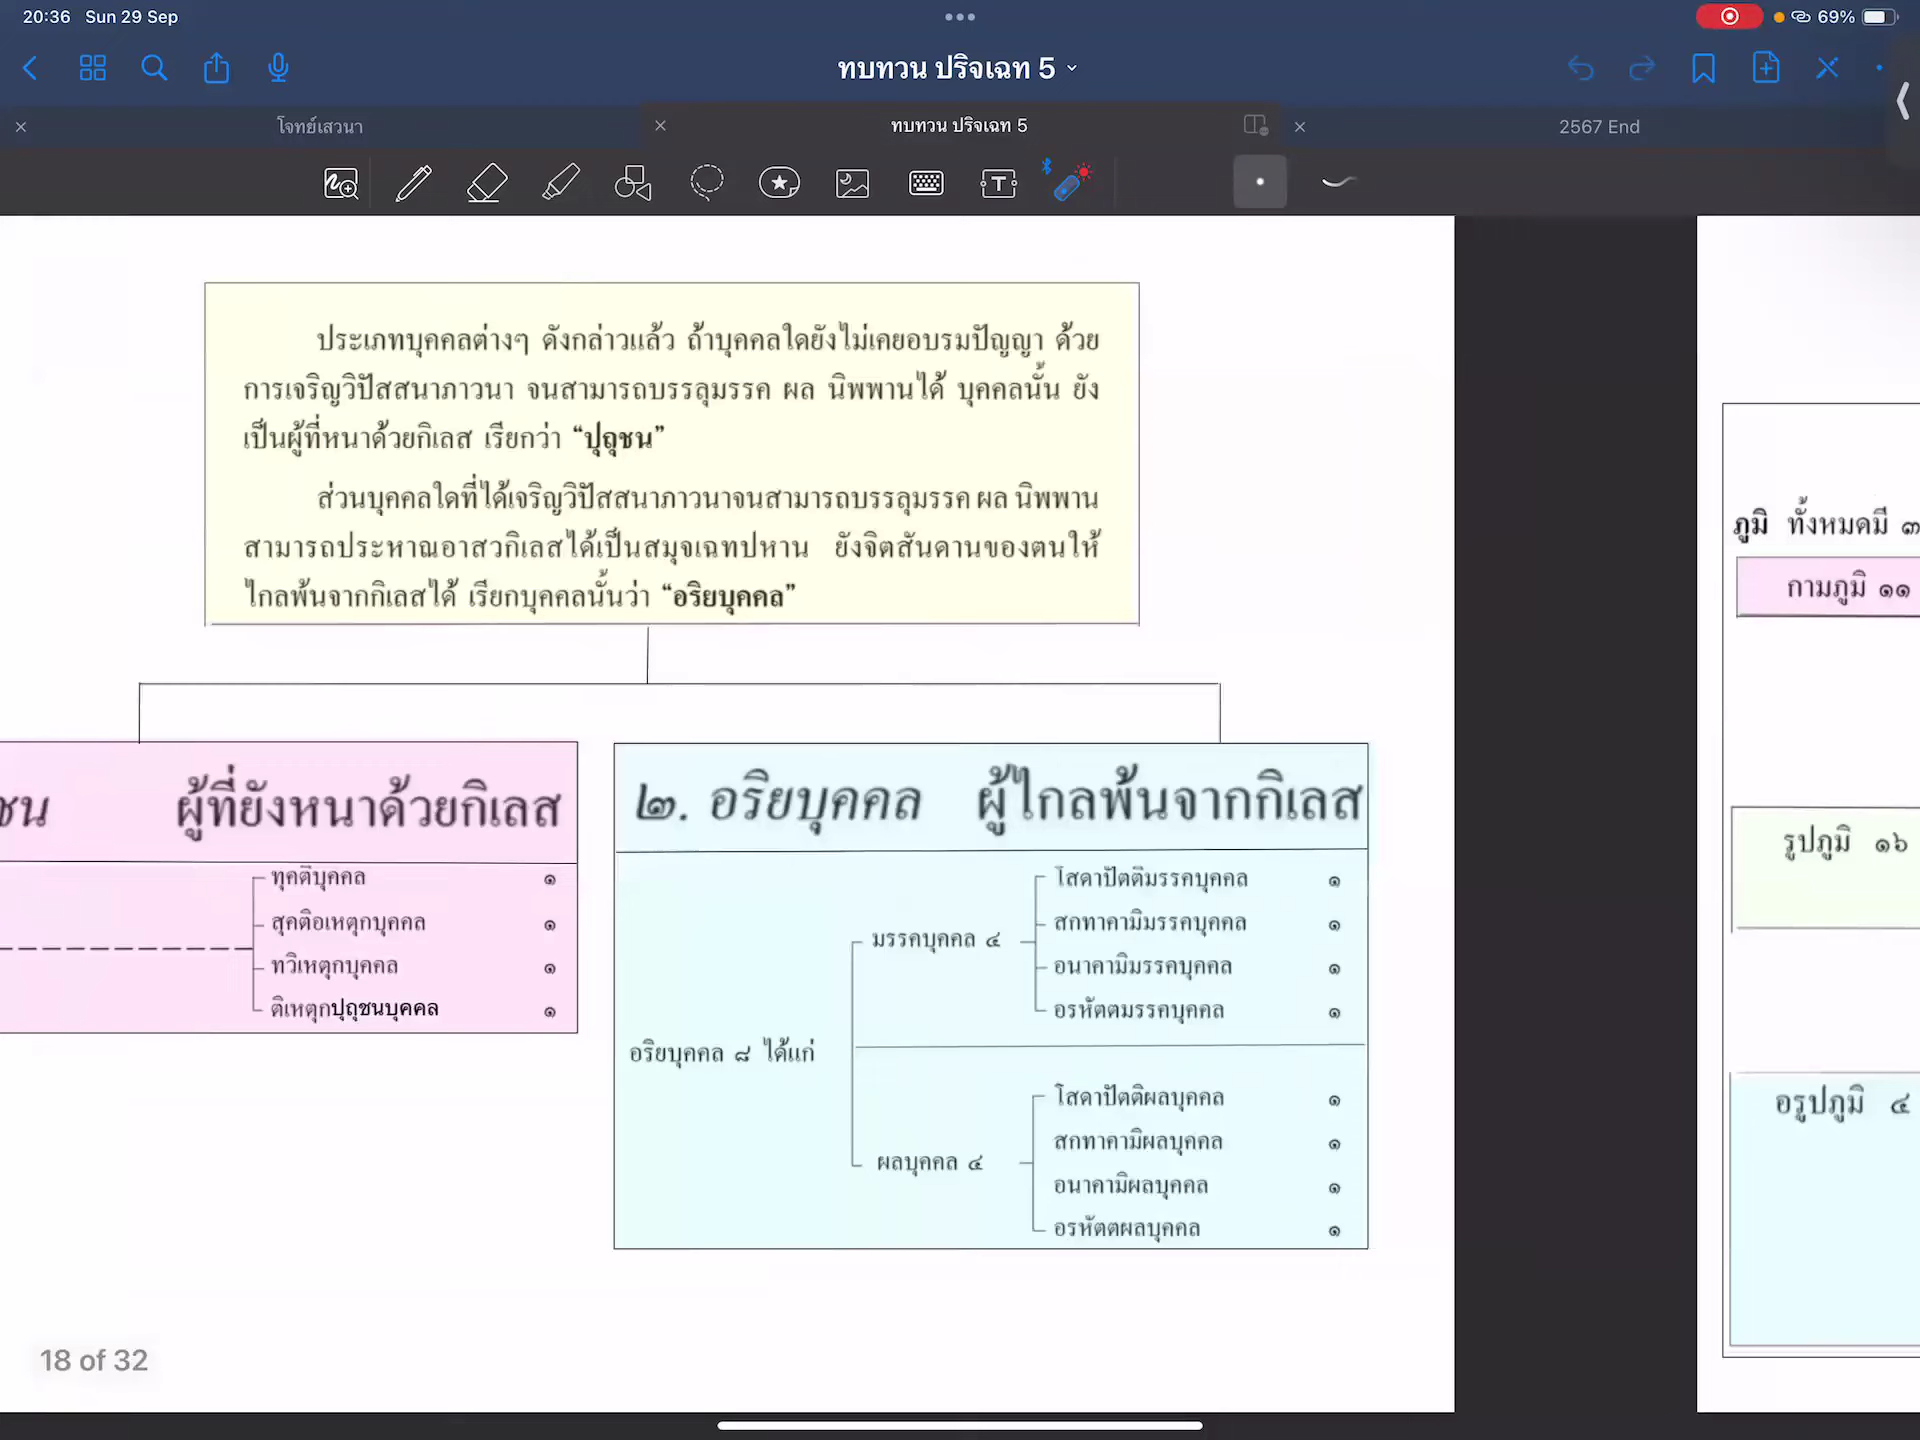 20:36 Sun 29 Sep
69%
ทบทวน ปริจเฉท 5
โจทย์เสวนา
ทบทวน ปริจเฉท 5
2567 End
ประเภทบุคคลต่างๆ ดังกล่าวแล้ว ถ้าบุคคลใดยังไม่เคยอบรมปัญญา ด้วย
การเจริญวิปัสสนาภาวนา จนสามารถบรรลุมรรค ผล นิพพานได้ บุคคลนั้น ยัง
เป็นผู้ที่หนาด้วยกิเลส เรียกว่า “ปุถุชน”
ส่วนบุคคลใดที่ได้เจริญวิปัสสนาภาวนาจนสามารถบรรลุมรรค ผล นิพพาน
สามารถประหาณอาสวกิเลสได้เป็นสมุจเฉทปหาน ยังจิตสันดานของตนให้
ไกลพ้นจากกิเลสได้ เรียกบุคคลนั้นว่า “อริยบุคคล”
ชน ผู้ที่ยังหนาด้วยกิเลส
ทุคติบุคคล ๑
สุคติอเหตุกบุคคล ๑
ทวิเหตุกบุคคล ๑
ติเหตุกปุถุชนบุคคล ๑
๒. อริยบุคคล ผู้ไกลพ้นจากกิเลส
อริยบุคคล ๘ ได้แก่
มรรคบุคคล ๔
โสดาปัตติมรรคบุคคล ๑
สกทาคามิมรรคบุคคล ๑
อนาคามิมรรคบุคคล ๑
อรหัตตมรรคบุคคล ๑
ผลบุคคล ๔
โสดาปัตติผลบุคคล ๑
สกทาคามิผลบุคคล ๑
อนาคามิผลบุคคล ๑
อรหัตตผลบุคคล ๑
ภูมิ ทั้งหมดมี ๓
กามภูมิ ๑๑
รูปภูมิ ๑๖
อรูปภูมิ ๔
18 of 32